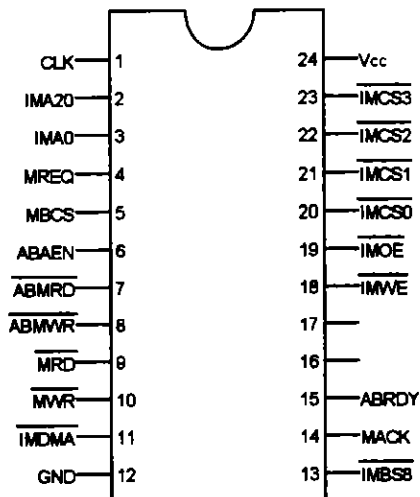 CLK 1 24 Vcc
IMA20 2 23 IMCS3
IMA0 3 22 IMCS2
MREQ 4 21 IMCS1
MBCS 5 20 IMCS0
ABAEN 6 19 IMOE
ABMRD 7 18 IMWE
ABMWR 8 17
MRD 9 16
MWR 10 15 ABRDY
IMDMA 11 14 MACK
GND 12 13 IMBS8